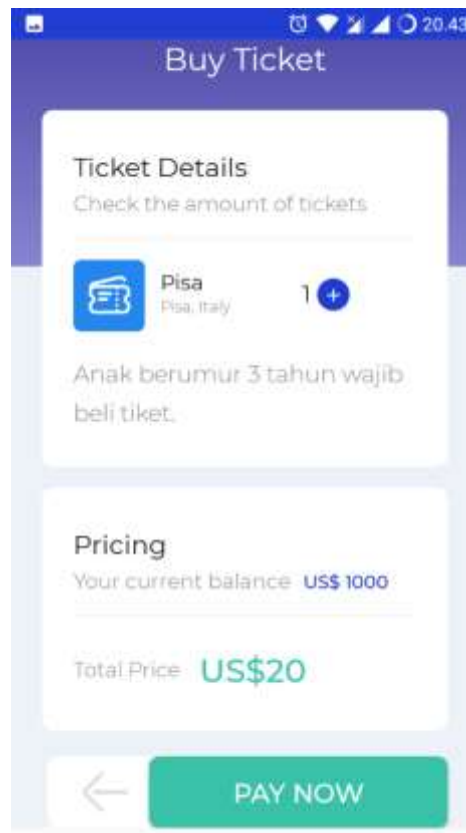 20.43
Buy Ticket
Ticket Details
Check the amount of tickets
Pisa
Pisa, Italy
1 +
Anak berumur 3 tahun wajib
beli tiket.
Pricing
Your current balance US$ 1000
Total Price US$20
PAY NOW